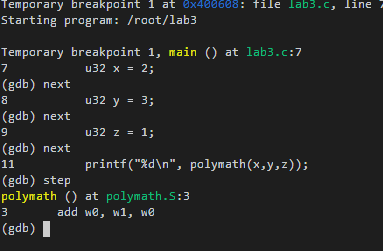 Temporary breakpoint 1 at 0x400608: file lab3.c, line 7
Starting program: /root/lab3
Temporary breakpoint 1, main () at lab3.c:7
7 u32 x = 2;
(gdb) next
8 u32 y = 3;
(gdb) next
9 u32 z = 1;
(gdb) next
11 printf("%d\n", polymath(x,y,z));
(gdb) step
polymath () at polymath.S:3
3 add w0, w1, w0
(gdb)